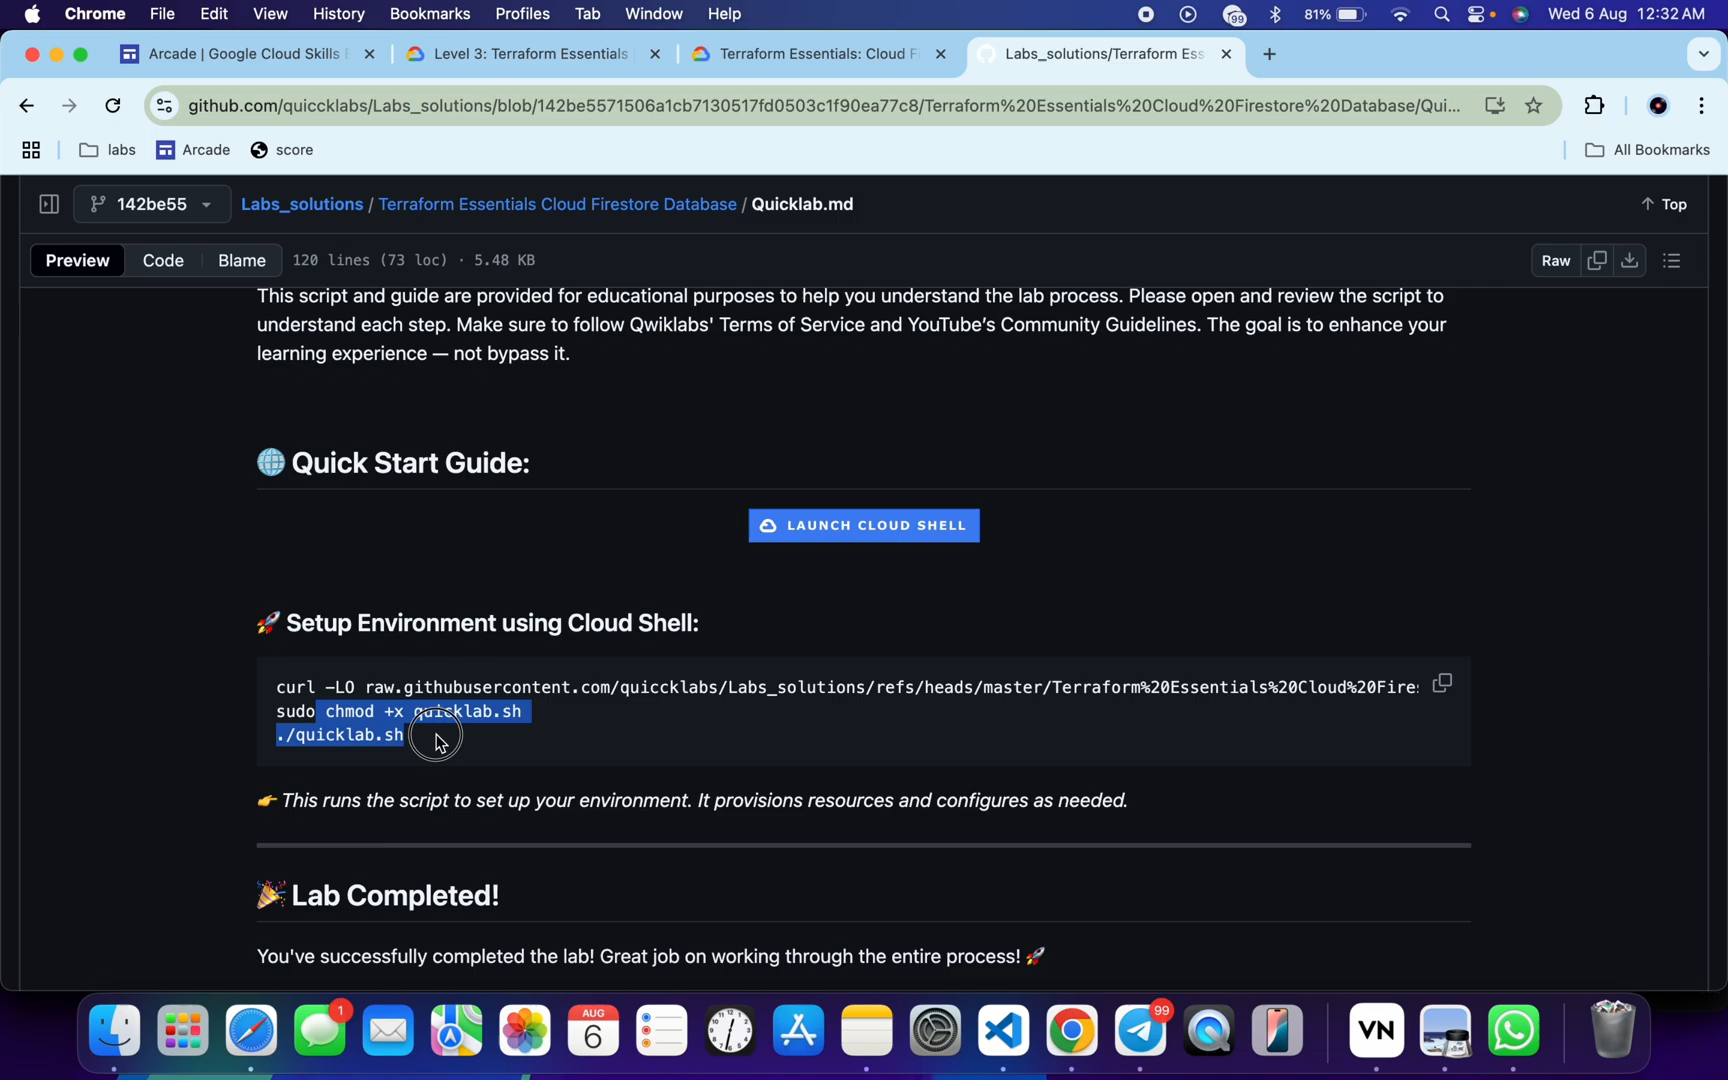 Chrome File Edit View History Bookmarks Profiles Tab Window Help 99 81% Wed 6 Aug 12:32 AM
Arcade | Google Cloud Skills Level 3: Terraform Essentials Terraform Essentials: Cloud Labs_solutions/Terraform Ess
github.com/quiccklabs/Labs_solutions/blob/142be5571506a1cb7130517fd0503c1f90ea77c8/Terraform%20Essentials%20Cloud%20Firestore%20Database/Qui...
labs Arcade score All Bookmarks
142be55 Labs_solutions / Terraform Essentials Cloud Firestore Database / Quicklab.md ↑ Top
Preview Code Blame 120 lines (73 loc) · 5.48 KB Raw
This script and guide are provided for educational purposes to help you understand the lab process. Please open and review the script to
understand each step. Make sure to follow Qwiklabs' Terms of Service and YouTube's Community Guidelines. The goal is to enhance your
learning experience — not bypass it.
🌐 Quick Start Guide:
LAUNCH CLOUD SHELL
🚀 Setup Environment using Cloud Shell:
curl -LO raw.githubusercontent.com/quiccklabs/Labs_solutions/refs/heads/master/Terraform%20Essentials%20Cloud%20Fire
sudo chmod +x quicklab.sh
./quicklab.sh
👉 This runs the script to set up your environment. It provisions resources and configures as needed.
🎉 Lab Completed!
You've successfully completed the lab! Great job on working through the entire process! 🚀
1 AUG 6 99 VN